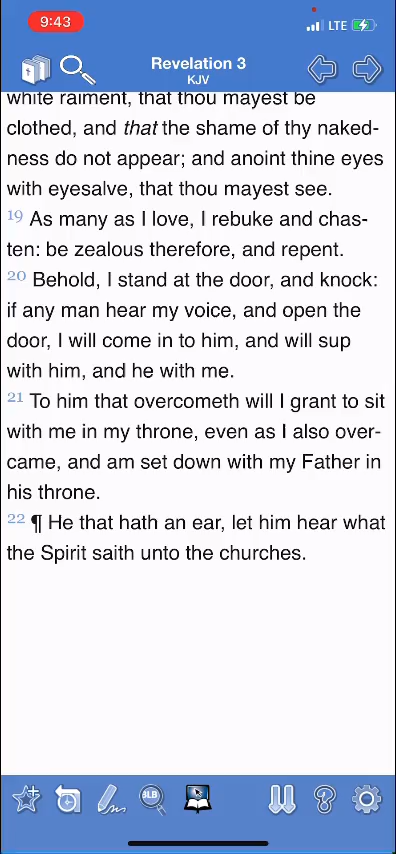 9:43
LTE
Revelation 3
KJV
white raiment, that thou mayest be
clothed, and that the shame of thy naked-
ness do not appear; and anoint thine eyes
with eyesalve, that thou mayest see.
19 As many as I love, I rebuke and chas-
ten: be zealous therefore, and repent.
20 Behold, I stand at the door, and knock:
if any man hear my voice, and open the
door, I will come in to him, and will sup
with him, and he with me.
21 To him that overcometh will I grant to sit
with me in my throne, even as I also over-
came, and am set down with my Father in
his throne.
22 ¶ He that hath an ear, let him hear what
the Spirit saith unto the churches.
BLB